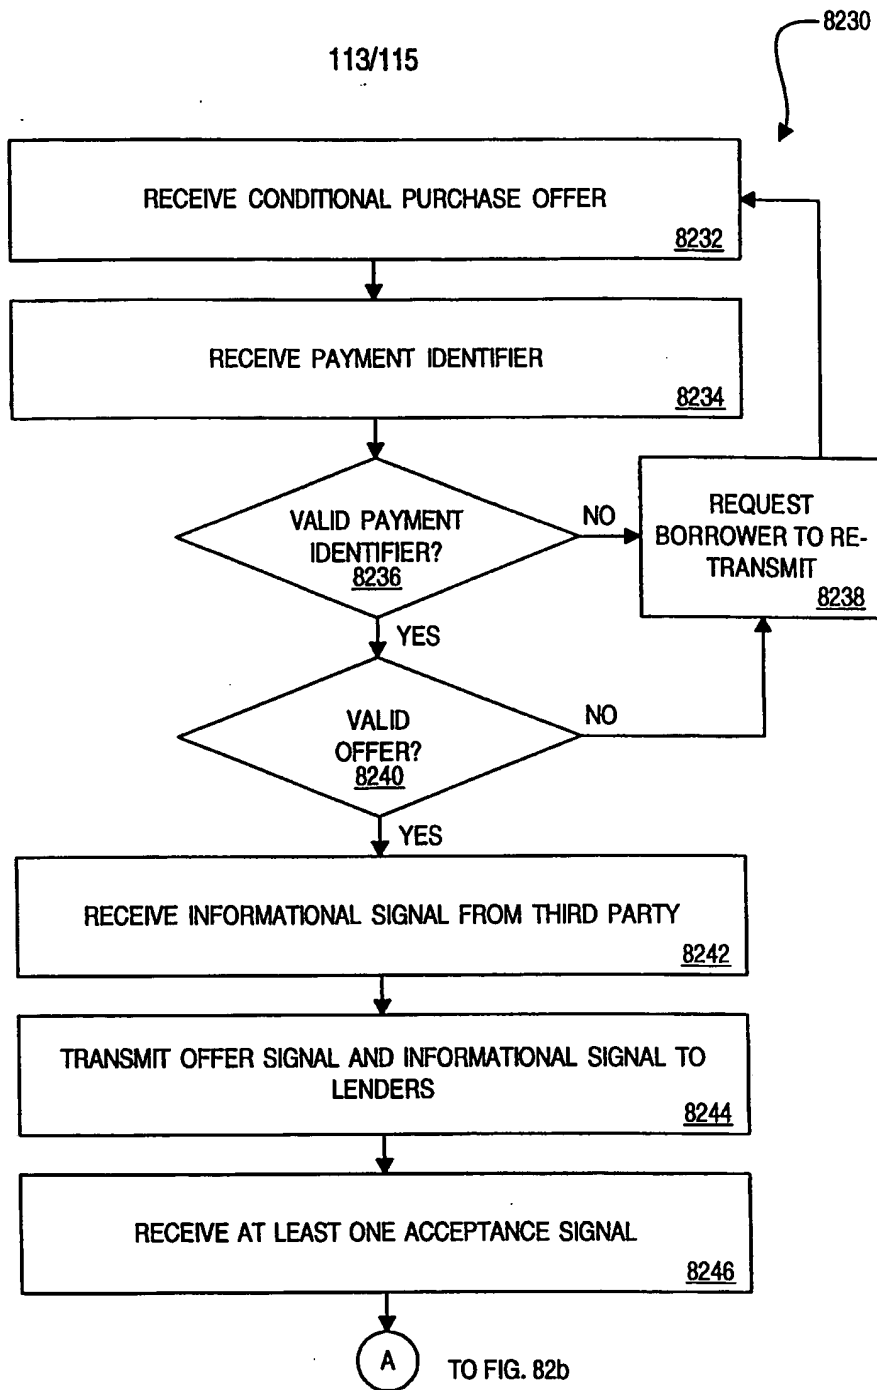 8230
113/115
RECEIVE CONDITIONAL PURCHASE OFFER
8232
RECEIVE PAYMENT IDENTIFIER
8234
VALID PAYMENT
IDENTIFIER?
8236
NO
REQUEST
BORROWER TO RE-
TRANSMIT
8238
YES
VALID
OFFER?
8240
NO
YES
RECEIVE INFORMATIONAL SIGNAL FROM THIRD PARTY
8242
TRANSMIT OFFER SIGNAL AND INFORMATIONAL SIGNAL TO
LENDERS
8244
RECEIVE AT LEAST ONE ACCEPTANCE SIGNAL
8246
A
TO FIG. 82b